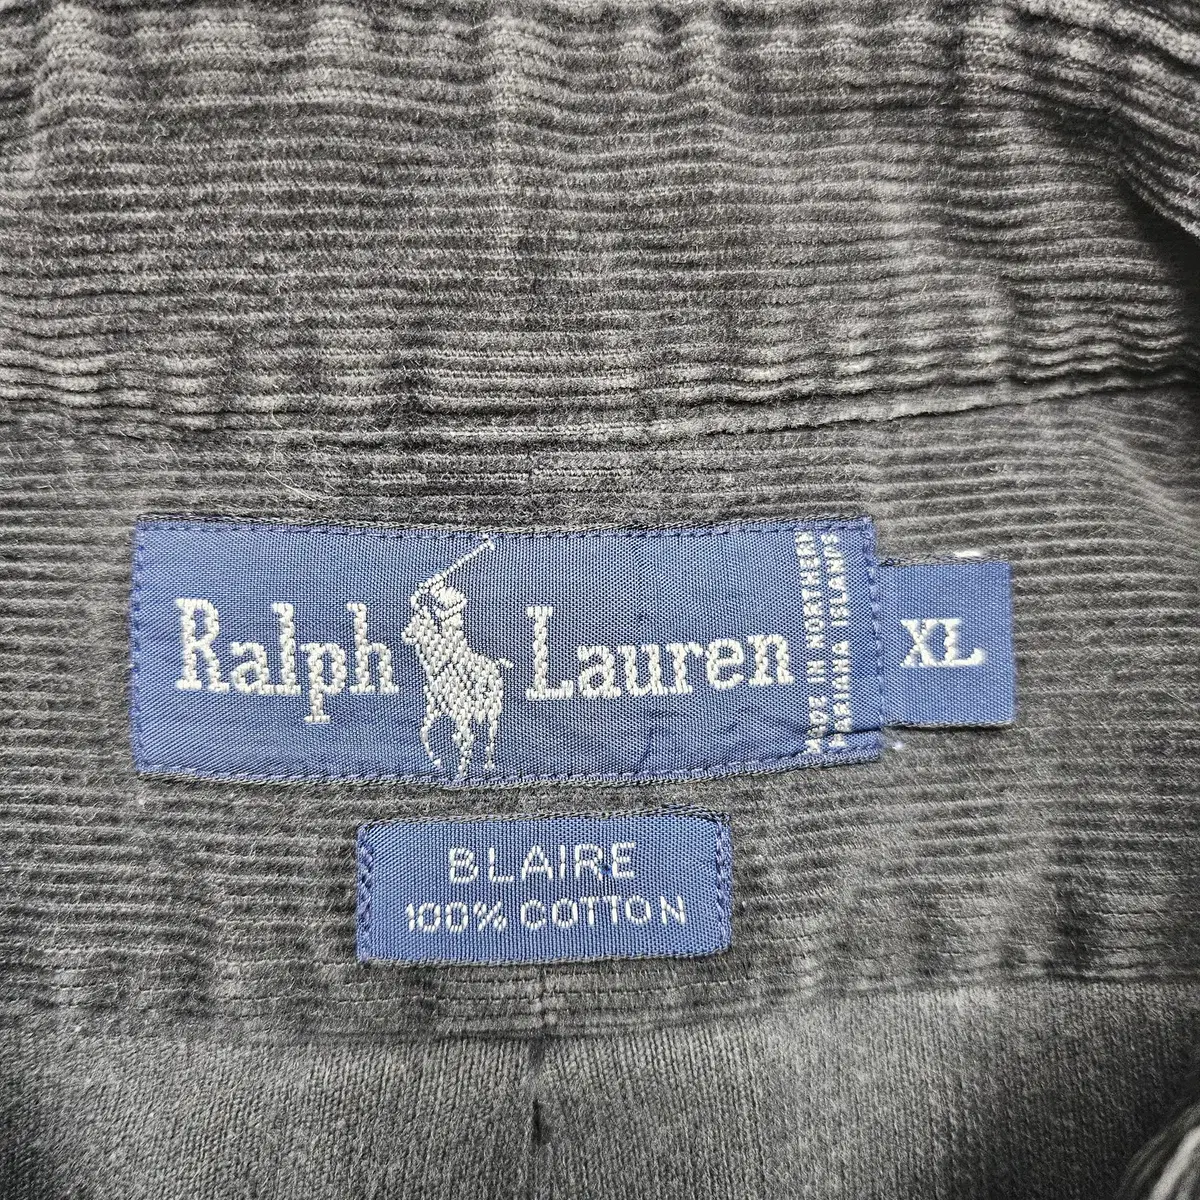 Ralph Lauren
MADE IN NORTHERN
MARIANA ISLANDS
XL
BLAIRE
100% COTTON